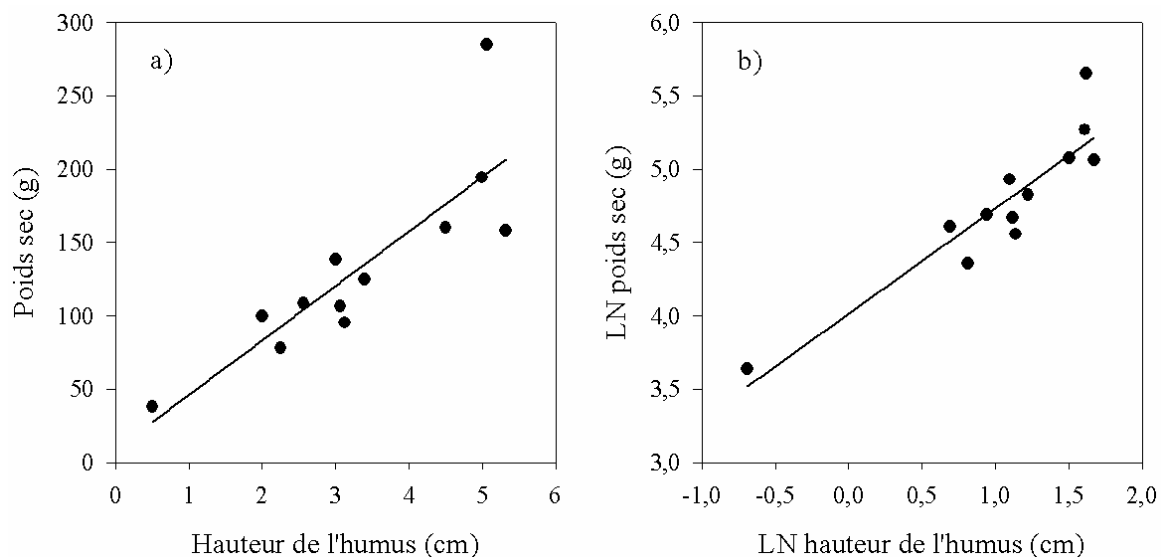 a)
Poids sec (g)
300
250
200
150
100
50
0
0 1 2 3 4 5 6
Hauteur de l'humus (cm)
b)
LN poids sec (g)
6,0
5,5
5,0
4,5
4,0
3,5
3,0
-1,0 -0,5 0,0 0,5 1,0 1,5 2,0
LN hauteur de l'humus (cm)